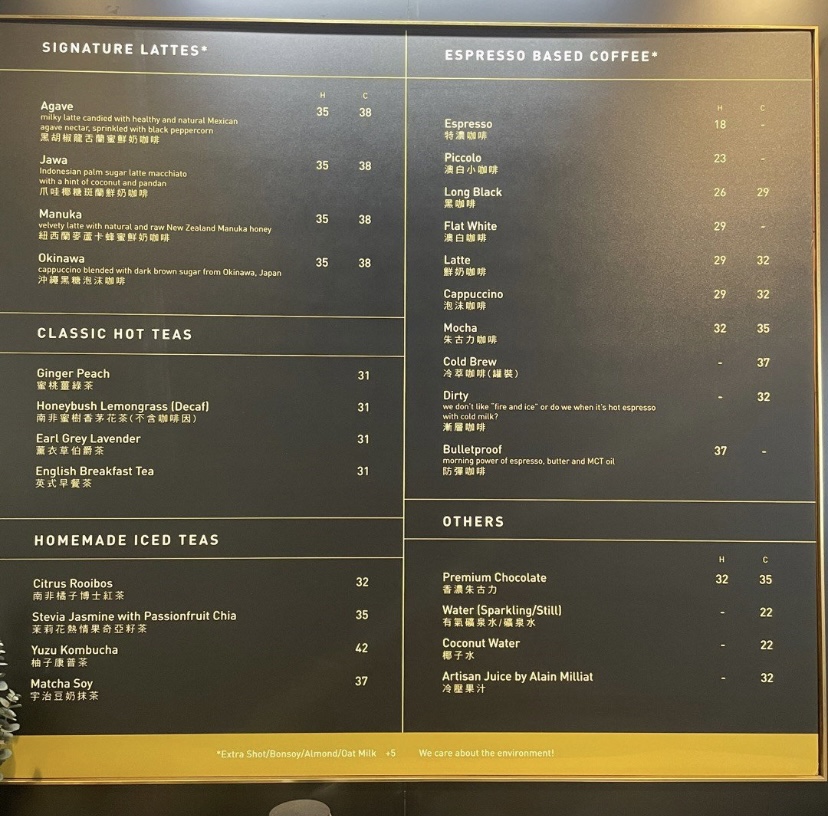 SIGNATURE LATTES*
H C
Agave 35 38
milky latte candied with healthy and natural Mexican
agave nectar, sprinkled with black peppercorn
黑胡椒龍舌蘭蜜鮮奶咖啡
Jawa 35 38
Indonesian palm sugar latte macchiato
with a hint of coconut and pandan
爪哇椰糖斑蘭鮮奶咖啡
Manuka 35 38
velvety latte with natural and raw New Zealand Manuka honey
紐西蘭麥蘆卡蜂蜜鮮奶咖啡
Okinawa 35 38
cappuccino blended with dark brown sugar from Okinawa, Japan
沖繩黑糖泡沫咖啡
CLASSIC HOT TEAS
Ginger Peach 31
蜜桃薑綠茶
Honeybush Lemongrass (Decaf) 31
南非蜜樹香茅花茶(不含咖啡因)
Earl Grey Lavender 31
薰衣草伯爵茶
English Breakfast Tea 31
英式早餐茶
HOMEMADE ICED TEAS
Citrus Rooibos 32
南非橘子博士紅茶
Stevia Jasmine with Passionfruit Chia 35
茉莉花熱情果奇亞籽茶
Yuzu Kombucha 42
柚子康普茶
Matcha Soy 37
宇治豆奶抹茶
ESPRESSO BASED COFFEE*
H C
Espresso 18 -
特濃咖啡
Piccolo 23 -
澳白小咖啡
Long Black 26 29
黑咖啡
Flat White 29 -
澳白咖啡
Latte 29 32
鮮奶咖啡
Cappuccino 29 32
泡沫咖啡
Mocha 32 35
朱古力咖啡
Cold Brew - 37
冷萃咖啡(罐裝)
Dirty - 32
we don't like "fire and ice" or do we when it's hot espresso
with cold milk?
漸層咖啡
Bulletproof 37 -
morning power of espresso, butter and MCT oil
防彈咖啡
OTHERS
H C
Premium Chocolate 32 35
香濃朱古力
Water (Sparkling/Still) - 22
有氣礦泉水/礦泉水
Coconut Water - 22
椰子水
Artisan Juice by Alain Milliat - 32
冷壓果汁
*Extra Shot/Bonsoy/Almond/Oat Milk +5 We care about the environment!